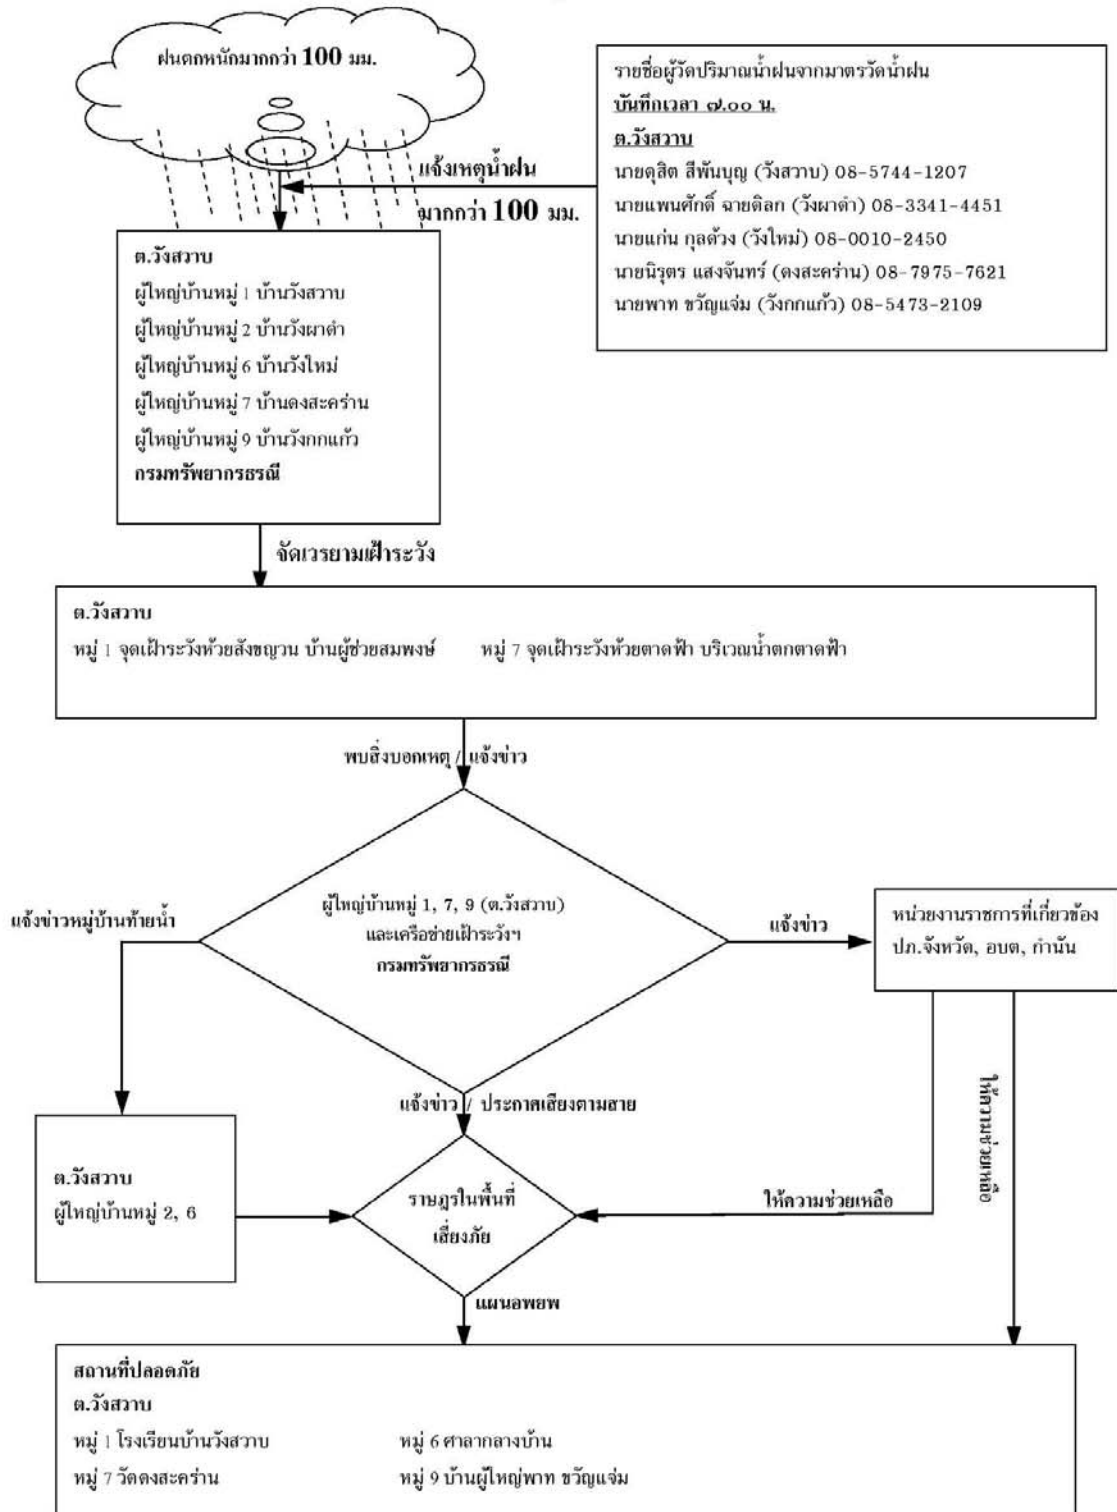 ฝนตกหนักมากกว่า 100 มม.
รายชื่อผู้วัดปริมาณน้ำฝนจากมาตรวัดน้ำฝน
บันทึกเวลา ๗.๐๐ น.
ต.วังสวาบ
นายดุสิต สีพันบุญ (วังสวาบ) 08-5744-1207
นายแพนศักดิ์ ฉายดิลก (วังผาดำ) 08-3341-4451
นายแก่น กุลด้วง (วังใหม่) 08-0010-2450
นายนิรุตร แสงจันทร์ (ดงสะคร่าน) 08-7975-7621
นายพาท ขวัญแจ่ม (วังกกแก้ว) 08-5473-2109
แจ้งเหตุน้ำฝน
มากกว่า 100 มม.
ต.วังสวาบ
ผู้ใหญ่บ้านหมู่ 1 บ้านวังสวาบ
ผู้ใหญ่บ้านหมู่ 2 บ้านวังผาดำ
ผู้ใหญ่บ้านหมู่ 6 บ้านวังใหม่
ผู้ใหญ่บ้านหมู่ 7 บ้านดงสะคร่าน
ผู้ใหญ่บ้านหมู่ 9 บ้านวังกกแก้ว
กรมทรัพยากรธรณี
จัดเวรยามเฝ้าระวัง
ต.วังสวาบ
หมู่ 1 จุดเฝ้าระวังห้วยสังขญวน บ้านผู้ช่วยสมพงษ์ หมู่ 7 จุดเฝ้าระวังห้วยตาดฟ้า บริเวณน้ำตกตาดฟ้า
พบสิ่งบอกเหตุ / แจ้งข่าว
ผู้ใหญ่บ้านหมู่ 1, 7, 9 (ต.วังสวาบ)
และเครือข่ายเฝ้าระวังฯ
กรมทรัพยากรธรณี
แจ้งข่าวหมู่บ้านท้ายน้ำ
แจ้งข่าว
หน่วยงานราชการที่เกี่ยวข้อง
ปภ.จังหวัด, อบต, กำนัน
แจ้งข่าว / ประกาศเสียงตามสาย
ให้ความช่วยเหลือ
ต.วังสวาบ
ผู้ใหญ่บ้านหมู่ 2, 6
ราษฎรในพื้นที่
เสี่ยงภัย
ให้ความช่วยเหลือ
แผนอพยพ
สถานที่ปลอดภัย
ต.วังสวาบ
หมู่ 1 โรงเรียนบ้านวังสวาบ หมู่ 6 ศาลากลางบ้าน
หมู่ 7 วัดดงสะคร่าน หมู่ 9 บ้านผู้ใหญ่พาท ขวัญแจ่ม